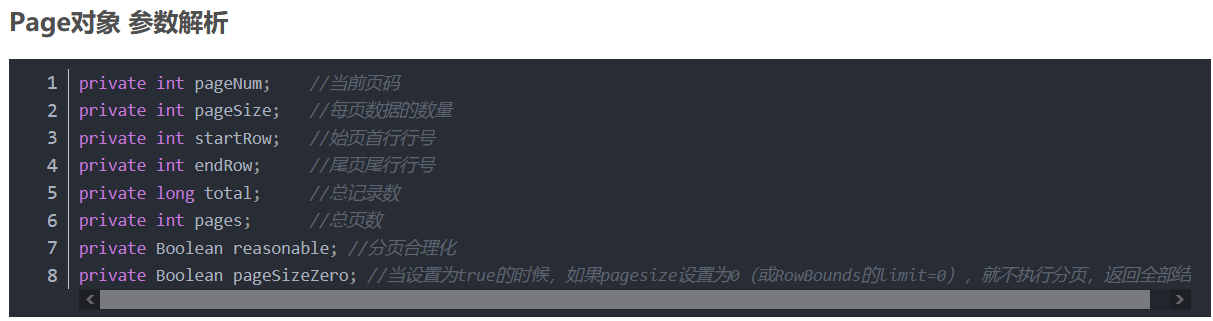 Page对象 参数解析
1 private int pageNum;    //当前页码
2 private int pageSize;   //每页数据的数量
3 private int startRow;   //始页首行行号
4 private int endRow;     //尾页尾行行号
5 private long total;     //总记录数
6 private int pages;      //总页数
7 private Boolean reasonable; //分页合理化
8 private Boolean pageSizeZero; //当设置为true的时候，如果pagesize设置为0（或RowBounds的limit=0），就不执行分页，返回全部结